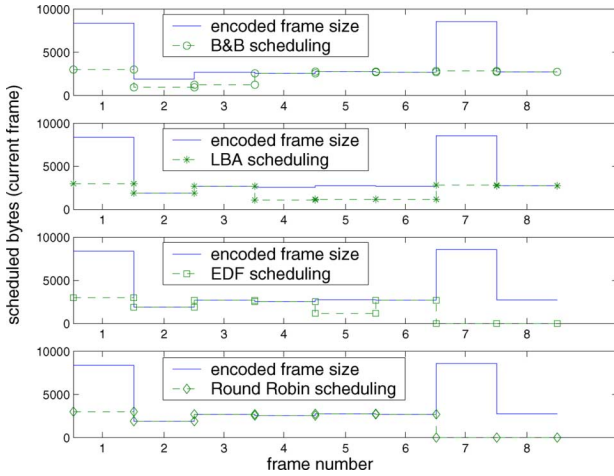 scheduled bytes (current frame)
10000
5000
0
encoded frame size
B&B scheduling
1 2 3 4 5 6 7 8
10000
5000
0
encoded frame size
LBA scheduling
1 2 3 4 5 6 7 8
10000
5000
0
encoded frame size
EDF scheduling
1 2 3 4 5 6 7 8
10000
5000
0
encoded frame size
Round Robin scheduling
1 2 3 4 5 6 7 8
frame number